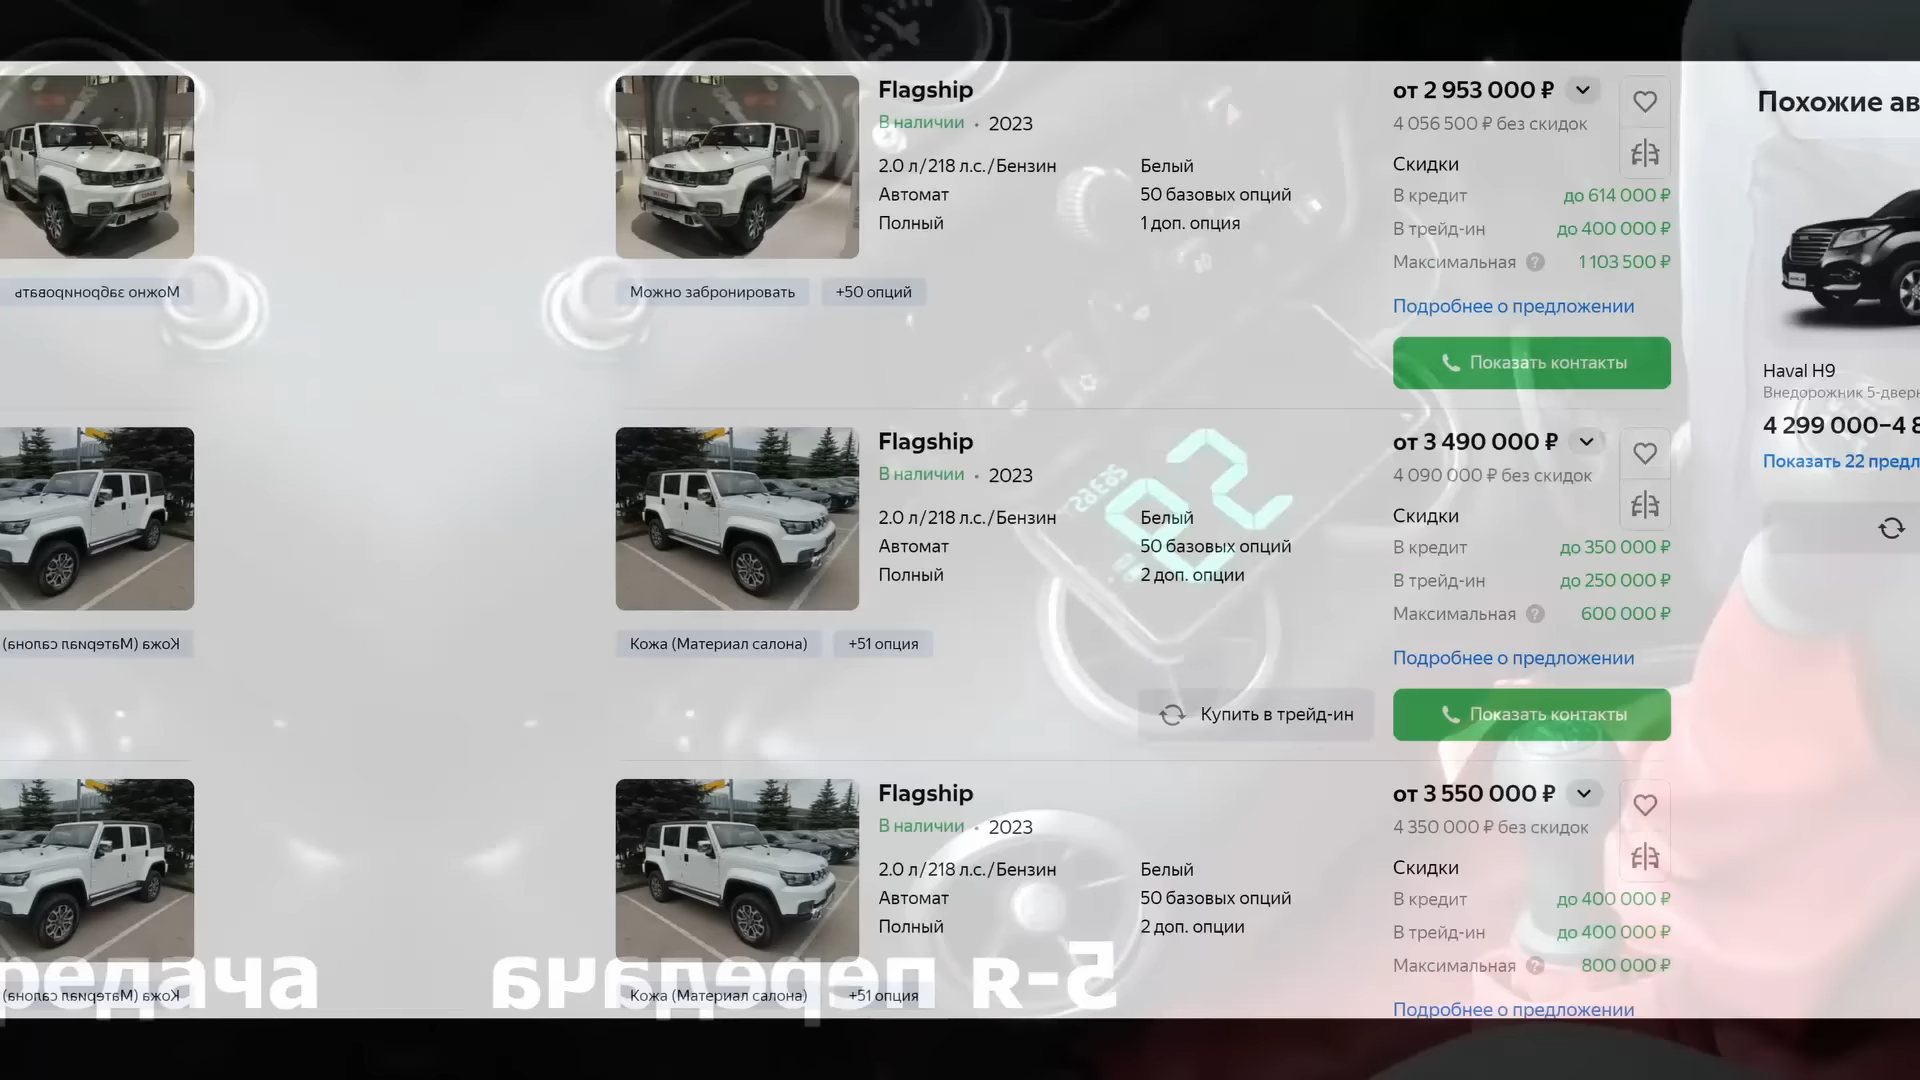 Flagship
В наличии • 2023
2.0 л/218 л.с./Бензин
Автомат
Полный
Белый
50 базовых опций
1 доп. опция
Можно забронировать
+50 опций
от 2 953 000 ₽
4 056 500 ₽ без скидок
Скидки
В кредит до 614 000 ₽
В трейд-ин до 400 000 ₽
Максимальная ? 1 103 500 ₽
Подробнее о предложении
Показать контакты
Flagship
В наличии • 2023
2.0 л/218 л.с./Бензин
Автомат
Полный
Белый
50 базовых опций
2 доп. опции
Кожа (Материал салона)
+51 опция
Купить в трейд-ин
от 3 490 000 ₽
4 090 000 ₽ без скидок
Скидки
В кредит до 350 000 ₽
В трейд-ин до 250 000 ₽
Максимальная ? 600 000 ₽
Подробнее о предложении
Показать контакты
Flagship
В наличии • 2023
2.0 л/218 л.с./Бензин
Автомат
Полный
Белый
50 базовых опций
2 доп. опции
Кожа (Материал салона)
+51 опция
от 3 550 000 ₽
4 350 000 ₽ без скидок
Скидки
В кредит до 400 000 ₽
В трейд-ин до 400 000 ₽
Максимальная ? 800 000 ₽
Подробнее о предложении
Похожие ав
Haval H9
Внедорожник 5-дверн
4 299 000–4 8
Показать 22 предл
Можно забронировать
Кожа (Материал салона)
Кожа (Материал салона)
редача
5-я передача